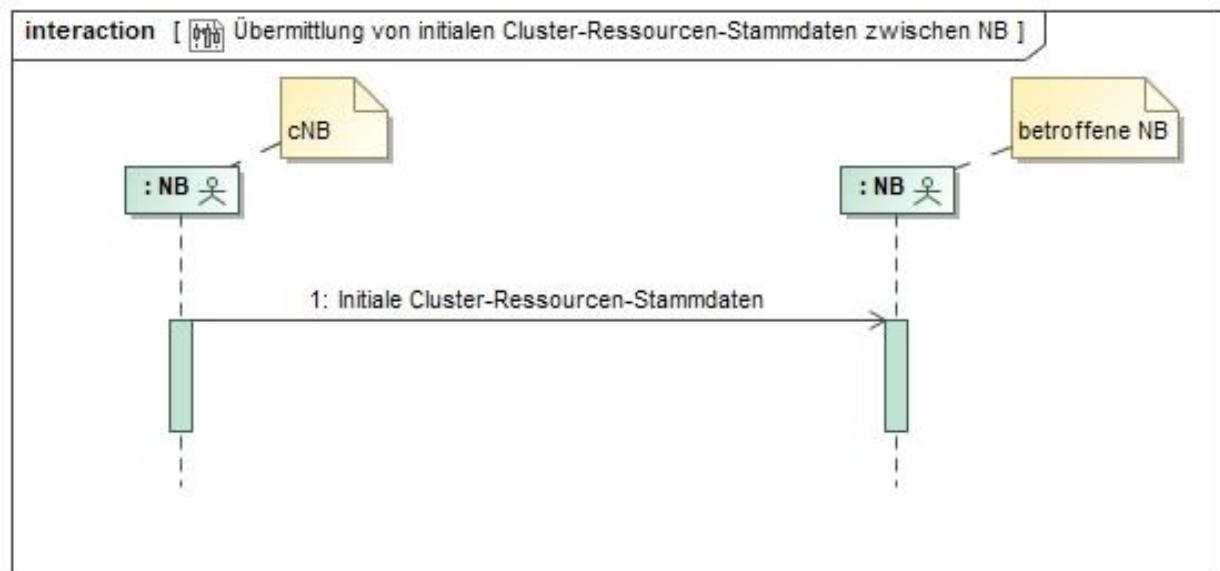 interaction [ Übermittlung von initialen Cluster-Ressourcen-Stammdaten zwischen NB ]
cNB
betroffene NB
: NB
: NB
1: Initiale Cluster-Ressourcen-Stammdaten